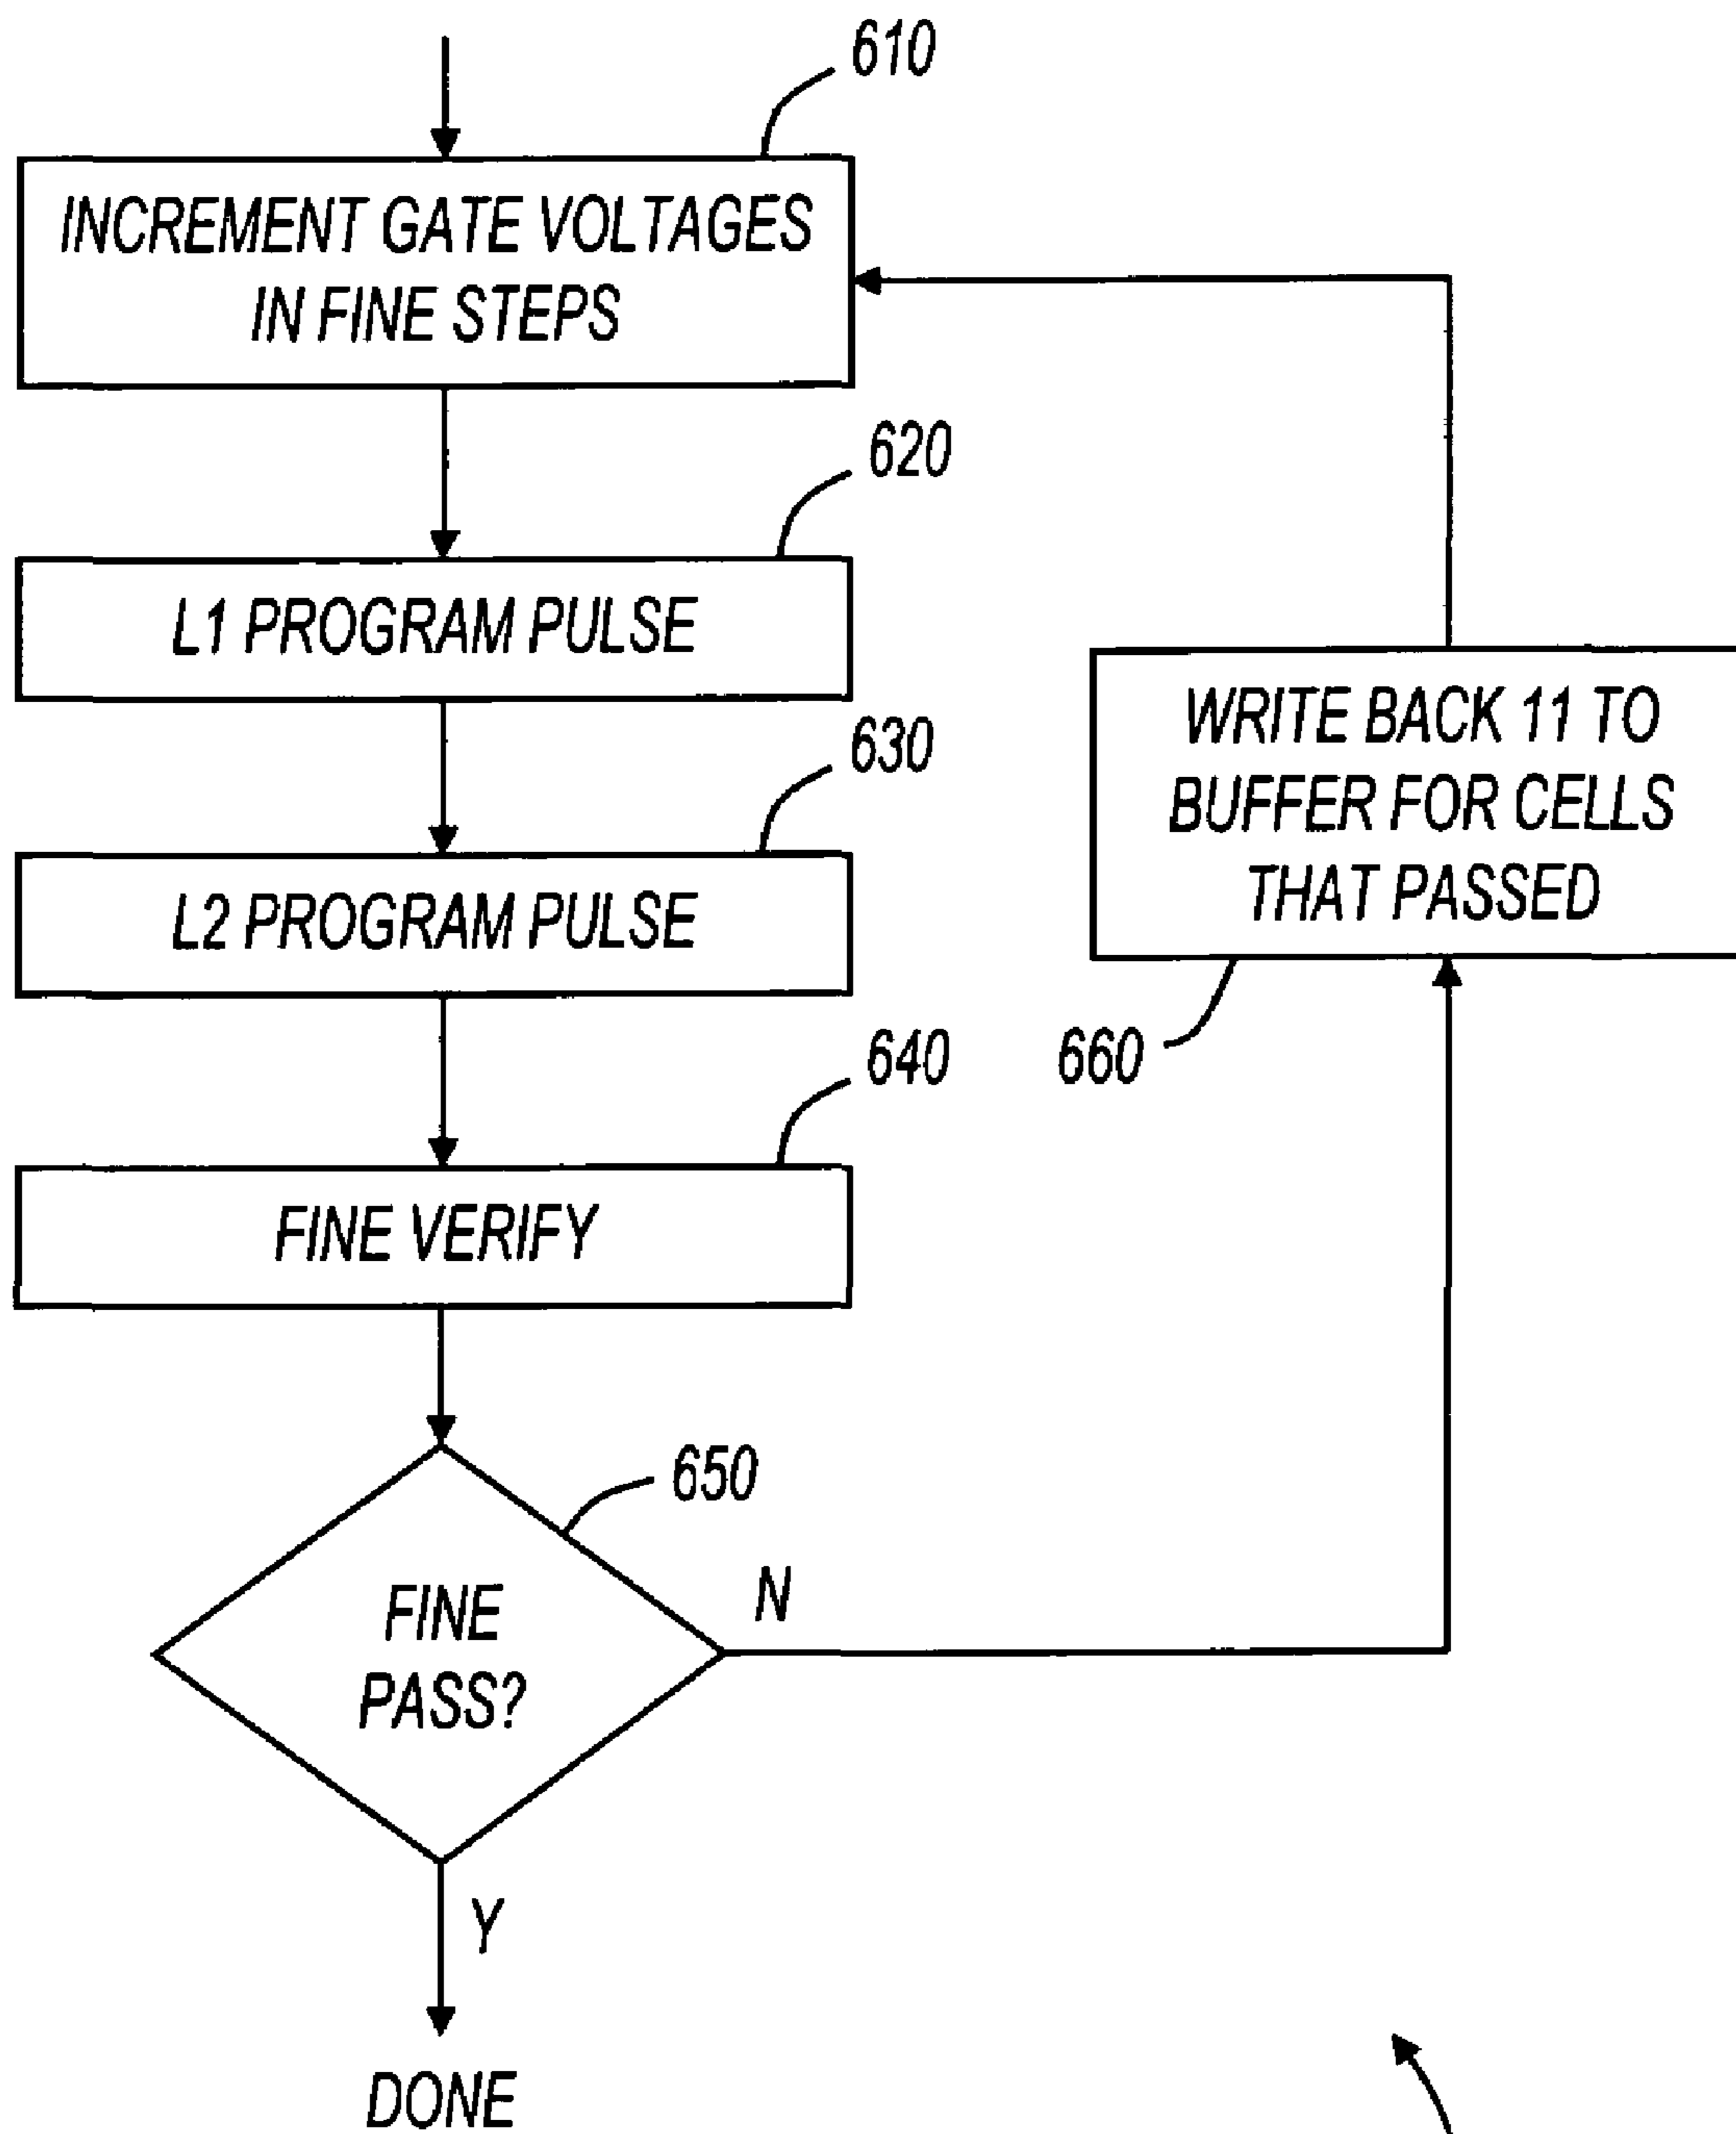 610
INCREMENT GATE VOLTAGES
IN FINE STEPS
620
L1 PROGRAM PULSE
630
L2 PROGRAM PULSE
640
FINE VERIFY
650
FINE
PASS?
N
Y
DONE
WRITE BACK 11 TO
BUFFER FOR CELLS
THAT PASSED
660